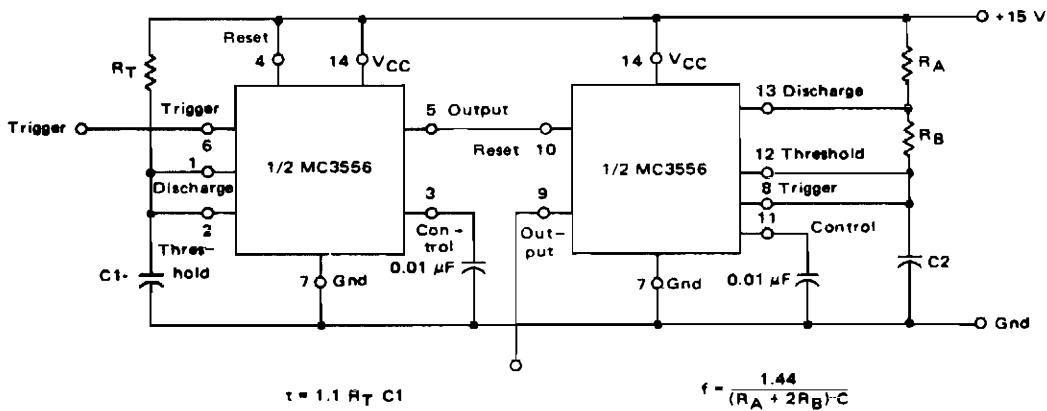 +15 V
Reset
4
14
VCC
RT
14
VCC
RA
13 Discharge
Trigger
Trigger
6
5 Output
Reset 10
RB
1
Discharge
1/2 MC3556
1/2 MC3556
12 Threshold
8 Trigger
2
3
9
11
Thres-
hold
Con-
trol
Out-
put
Control
C1
0.01 μF
7
Gnd
7
Gnd
0.01 μF
C2
Gnd
τ = 1.1 RT C1
f = 1.44
(RA + 2RB) C